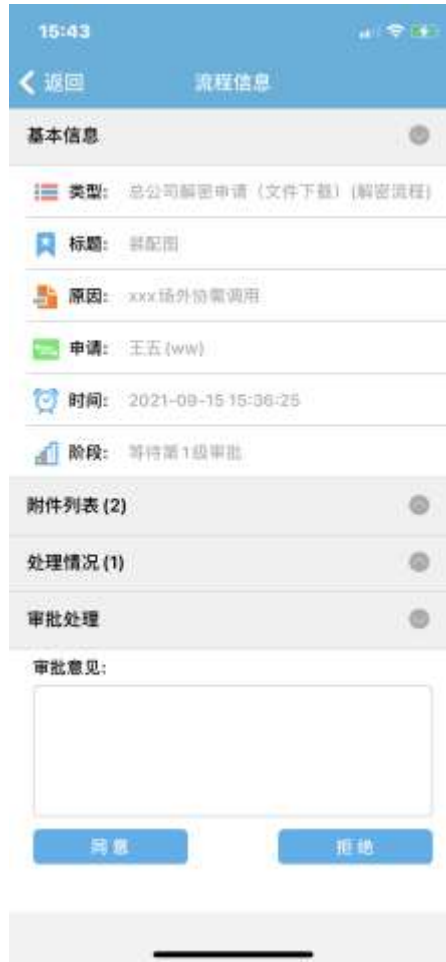 15:43
返回
流程信息
基本信息
类型: 总公司解密申请（文件下载）(解密流程)
标题: 装配图
原因: xxx场外协需调用
申请: 王五(ww)
时间: 2021-09-15 15:36:25
阶段: 等待第1级审批
附件列表 (2)
处理情况 (1)
审批处理
审批意见:
同意
拒绝